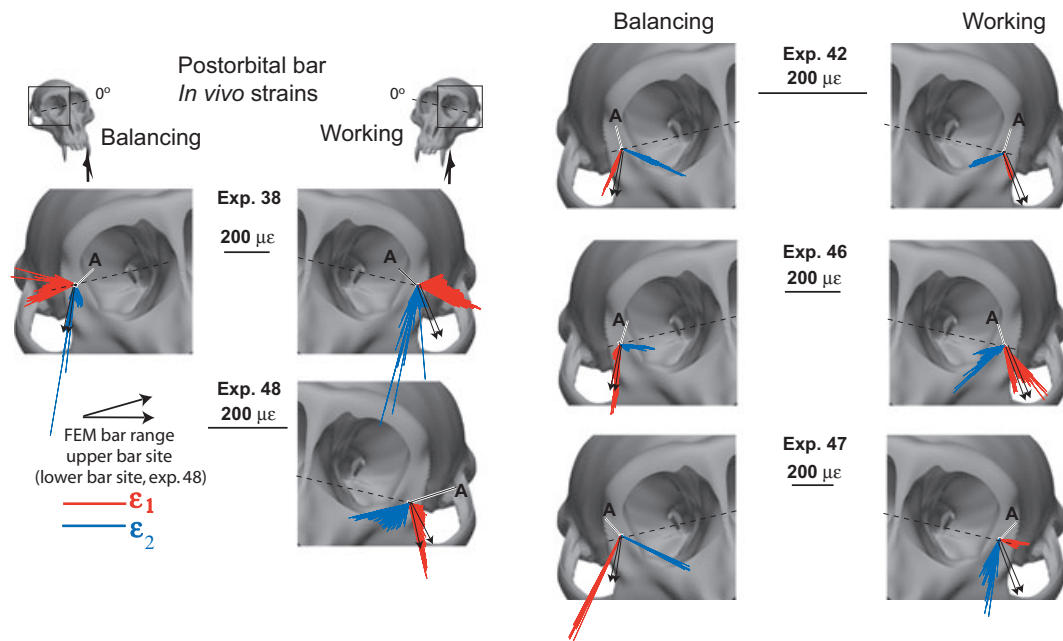 Postorbital bar
In vivo strains
0º
0º
Balancing
Working
Exp. 38
200 µε
A
A
Exp. 48
200 µε
A
FEM bar range
upper bar site
(lower bar site, exp. 48)
ε1
ε2
Balancing
Working
Exp. 42
200 µε
A
A
Exp. 46
200 µε
A
A
Exp. 47
200 µε
A
A